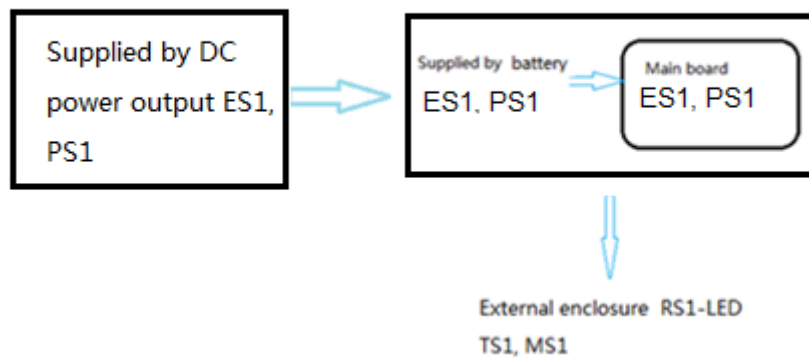 Supplied by DC
power output ES1,
PS1
Supplied by battery
ES1, PS1
Main board
ES1, PS1
External enclosure RS1-LED
TS1, MS1